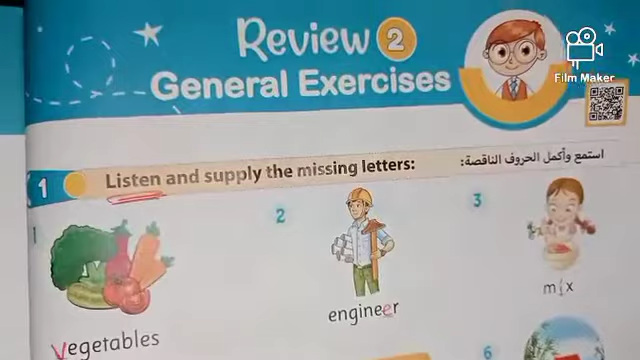 Review 2
General Exercises
Film Maker
1 Listen and supply the missing letters: استمع وأكمل الحروف الناقصة:
1 2 3
vegetables engineer mix
6